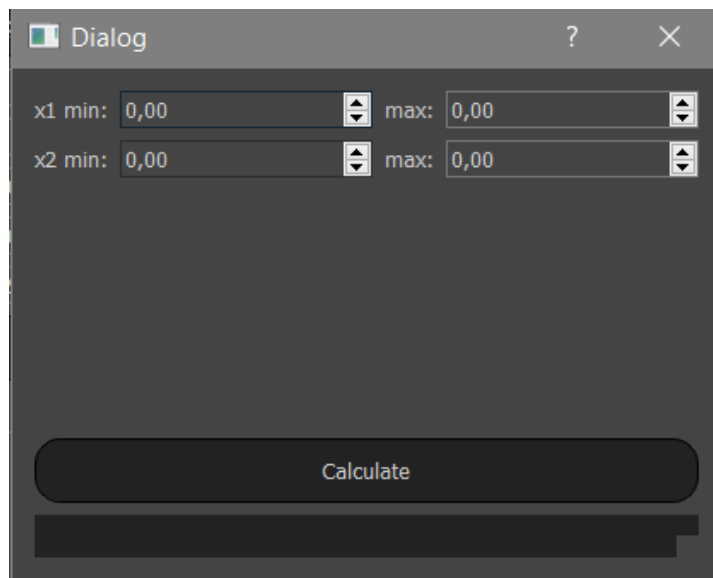 Dialog ?
x1 min: 0,00 max: 0,00
x2 min: 0,00 max: 0,00
Calculate